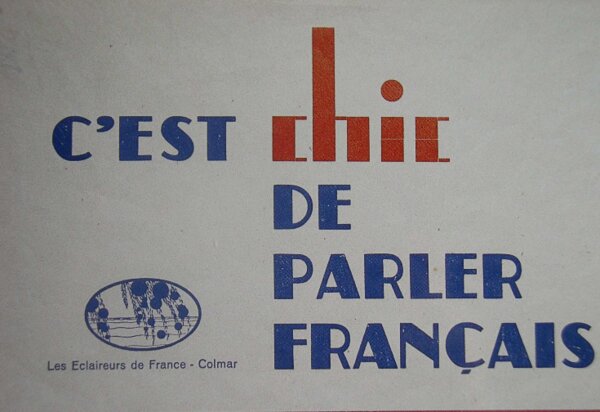 C'EST chic
DE
PARLER
FRANÇAIS
Les Eclaireurs de France - Colmar